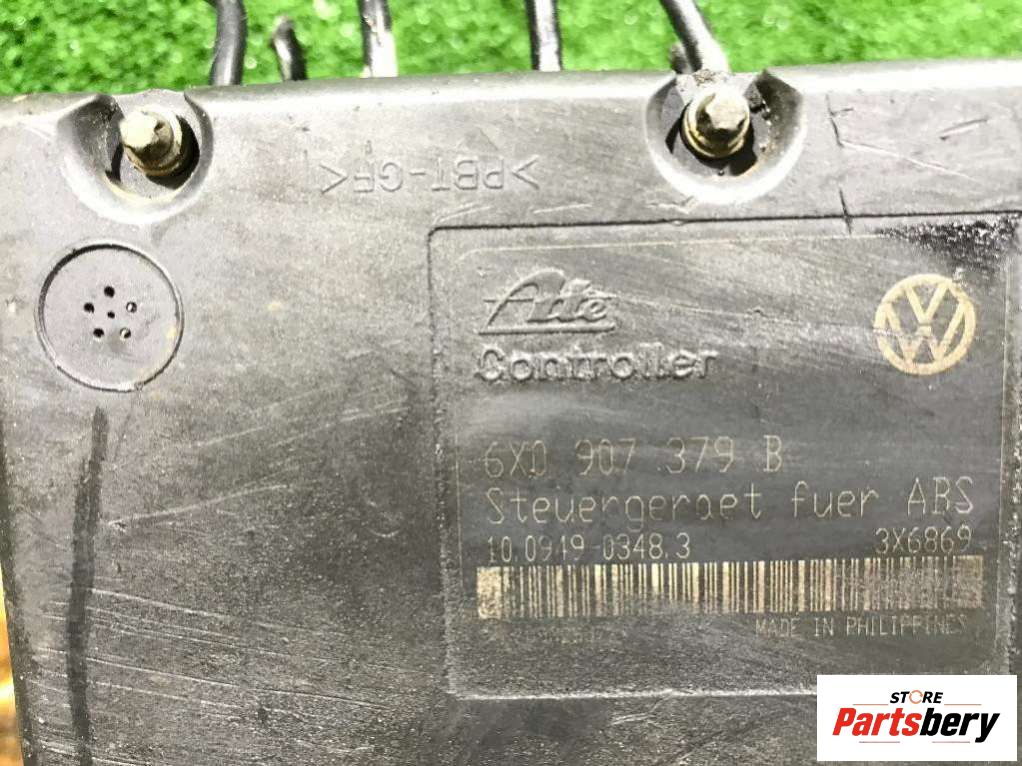 >PBT-GF<
Ate
Controller
6X0 907 379 B
Steuergeraet fuer ABS
10.0949-0348.3 3X6869
MADE IN PHILIPPINES
STORE
Partsbery